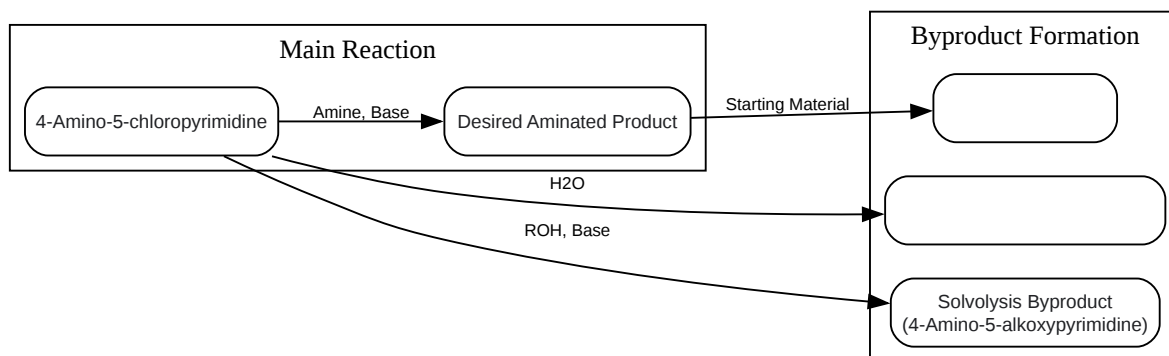 Main Reaction
Byproduct Formation
4-Amino-5-chloropyrimidine
Amine, Base
Desired Aminated Product
Starting Material
H2O
ROH, Base
Solvolysis Byproduct
(4-Amino-5-alkoxypyrimidine)